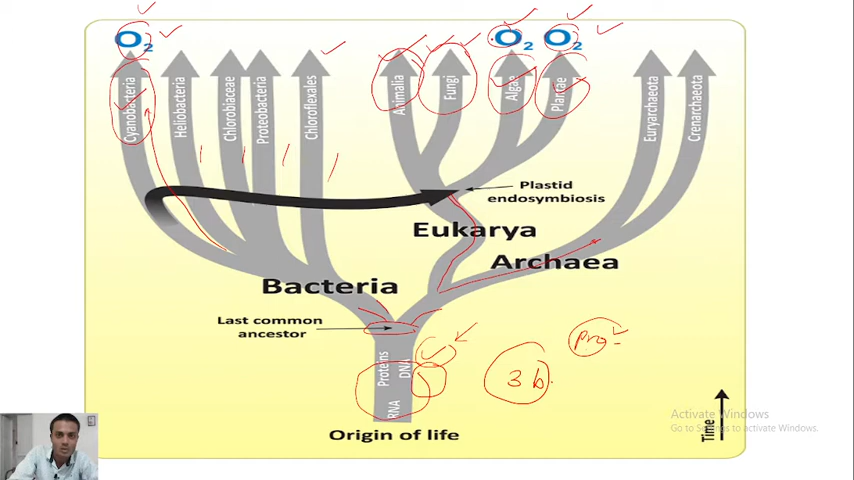 O2
O2
O2
Cyanobacteria
Heliobacteria
Chlorobiaceae
Proteobacteria
Chloroflexales
Animalia
Fungi
Algae
Plantae
Euryarchaeota
Crenarchaeota
Plastid
endosymbiosis
Eukarya
Archaea
Bacteria
Last common
ancestor
Proteins
DNA
RNA
Pro
3 b
Origin of life
Time
Activate Windows
Go to Settings to activate Windows.